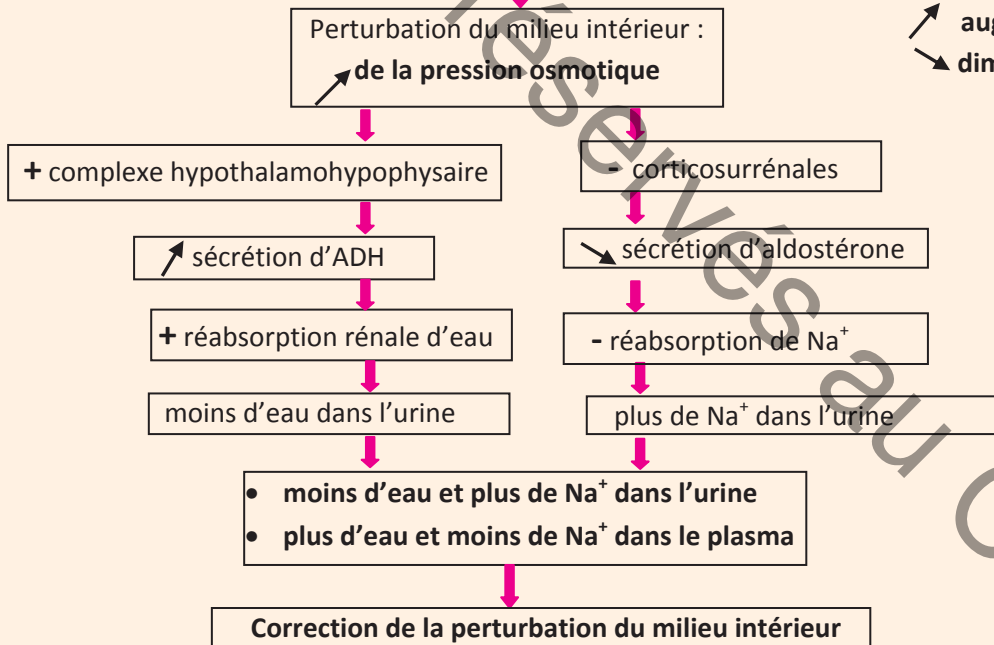 Perturbation du milieu intérieur :
de la pression osmotique
aug
dim
+ complexe hypothalamohypophysaire
- corticosurrénales
sécrétion d’ADH
sécrétion d’aldostérone
+ réabsorption rénale d’eau
- réabsorption de Na⁺
moins d’eau dans l’urine
plus de Na⁺ dans l’urine
• moins d’eau et plus de Na⁺ dans l’urine
• plus d’eau et moins de Na⁺ dans le plasma
Correction de la perturbation du milieu intérieur
réservés au C